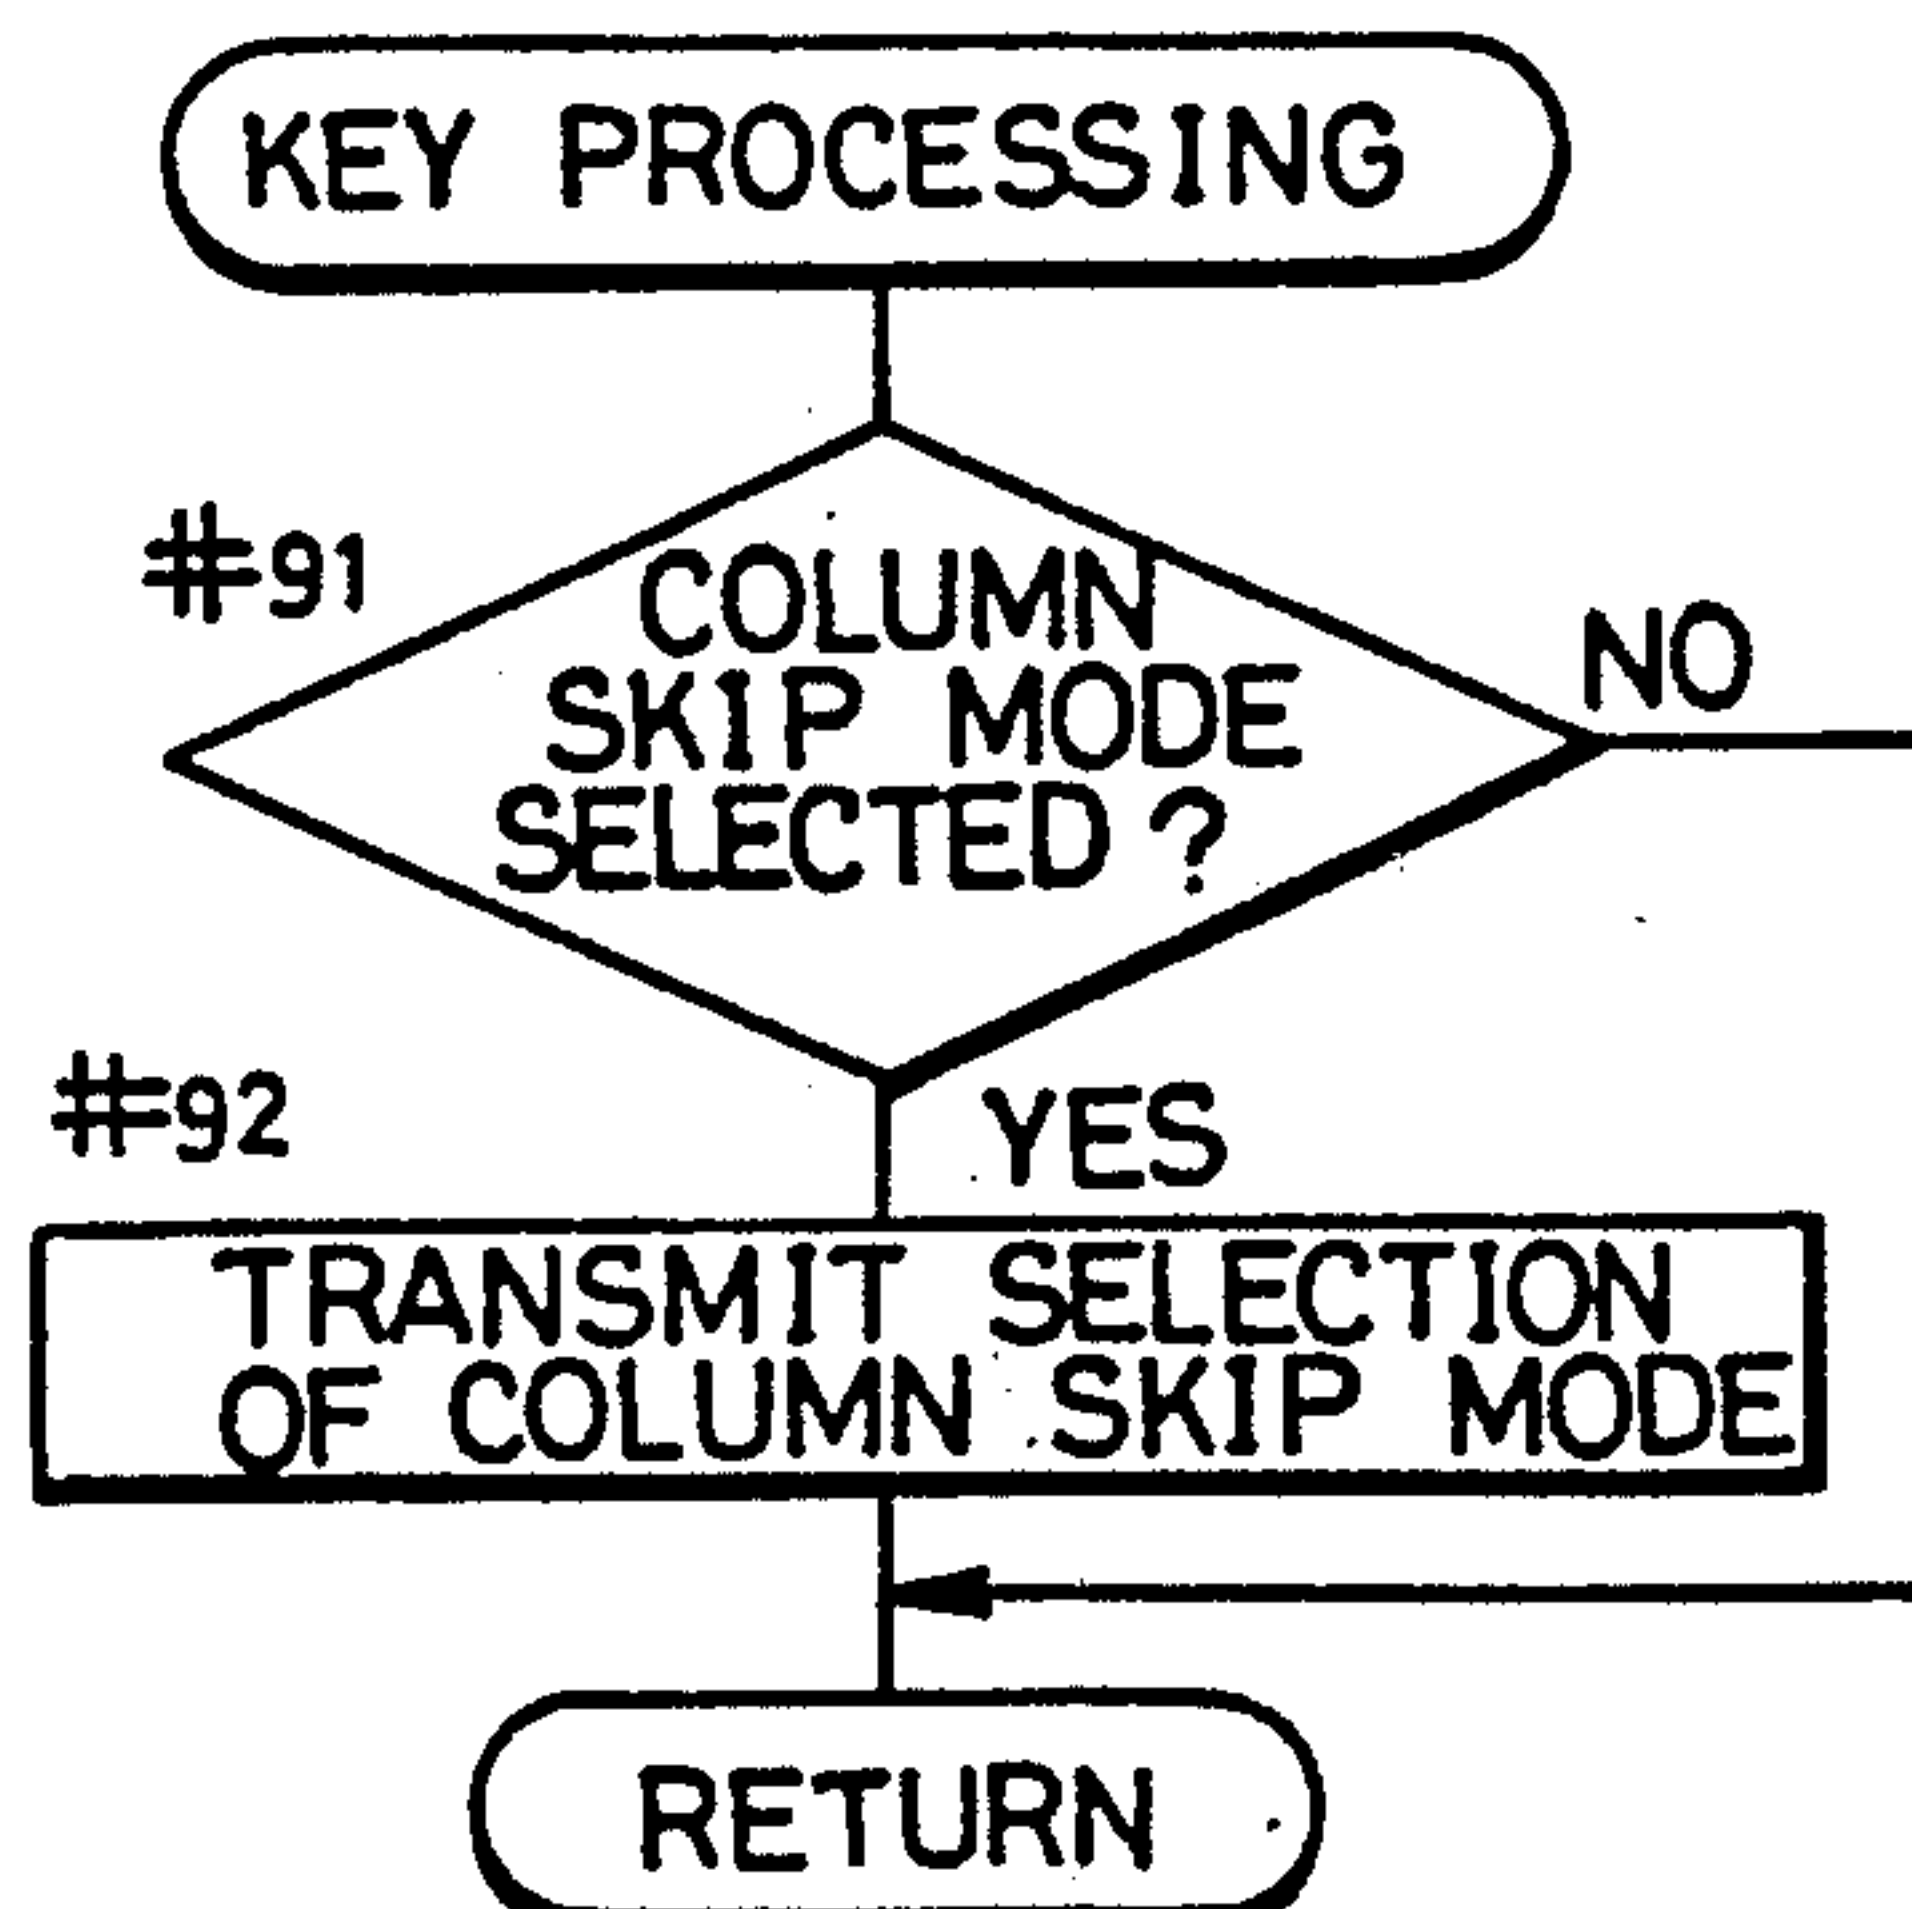 KEY PROCESSING
#91
COLUMN
SKIP MODE
SELECTED ?
NO
#92
YES
TRANSMIT SELECTION
OF COLUMN SKIP MODE
RETURN